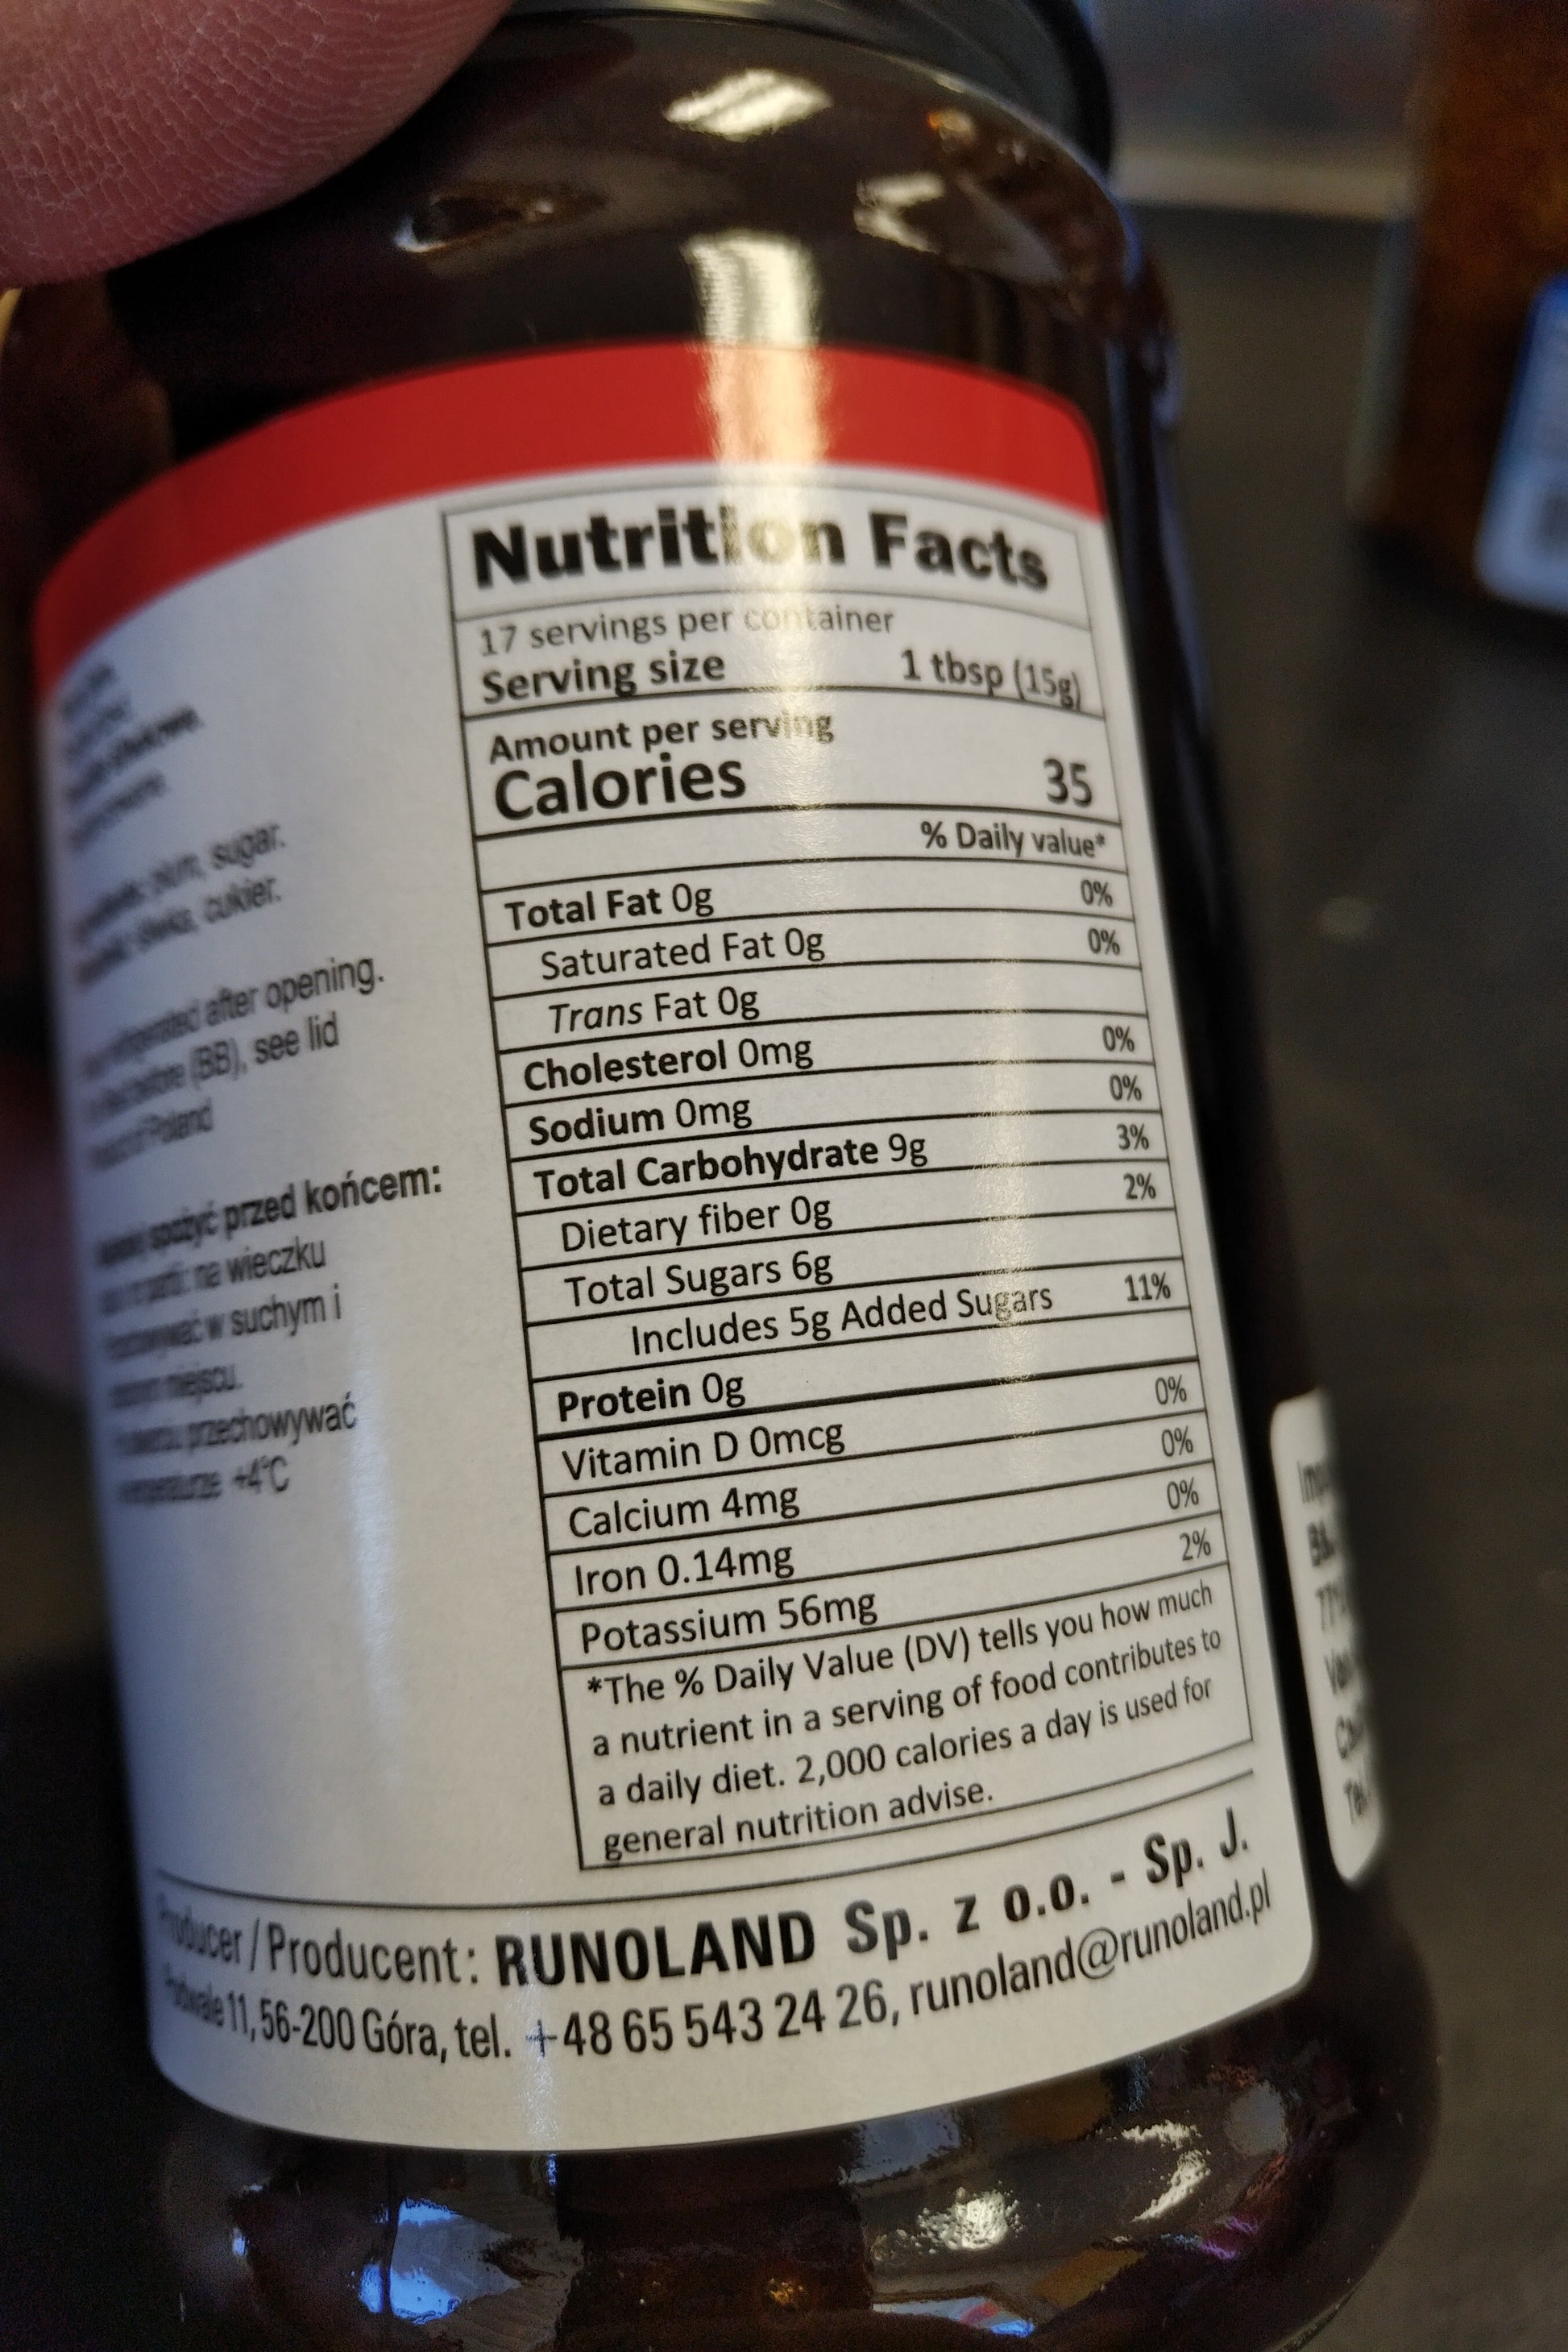 plum, sugar.
cukier.
after opening.
(BB), see lid
of Poland
spożyć przed końcem:
na wieczku
w suchym i
miejscu.
przechowywać
+4°C
Nutrition Facts
17 servings per container
Serving size 1 tbsp (15g)
Amount per serving
Calories 35
% Daily value*
Total Fat 0g 0%
Saturated Fat 0g 0%
Trans Fat 0g
Cholesterol 0mg 0%
Sodium 0mg 0%
Total Carbohydrate 9g 3%
Dietary fiber 0g 2%
Total Sugars 6g
Includes 5g Added Sugars 11%
Protein 0g
Vitamin D 0mcg 0%
Calcium 4mg 0%
Iron 0.14mg 0%
Potassium 56mg 2%
*The % Daily Value (DV) tells you how much
a nutrient in a serving of food contributes to
a daily diet. 2,000 calories a day is used for
general nutrition advise.
Producer / Producent: RUNOLAND Sp. z o.o. - Sp. J.
Podwale 11, 56-200 Góra, tel. +48 65 543 24 26, runoland@runoland.pl